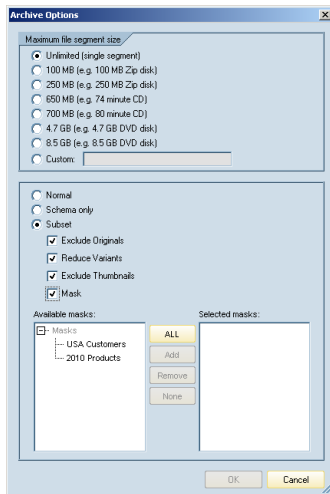 Archive Options
Maximum file segment size
Unlimited (single segment)
100 MB (e.g. 100 MB Zip disk)
250 MB (e.g. 250 MB Zip disk)
650 MB (e.g. 74 minute CD)
700 MB (e.g. 80 minute CD)
4.7 GB (e.g. 4.7 GB DVD disk)
8.5 GB (e.g. 8.5 GB DVD disk)
Custom:
Normal
Schema only
Subset
Exclude Originals
Reduce Variants
Exclude Thumbnails
Mask
Available masks:
Selected masks:
Masks
USA Customers
2010 Products
ALL
Add
Remove
None
OK
Cancel